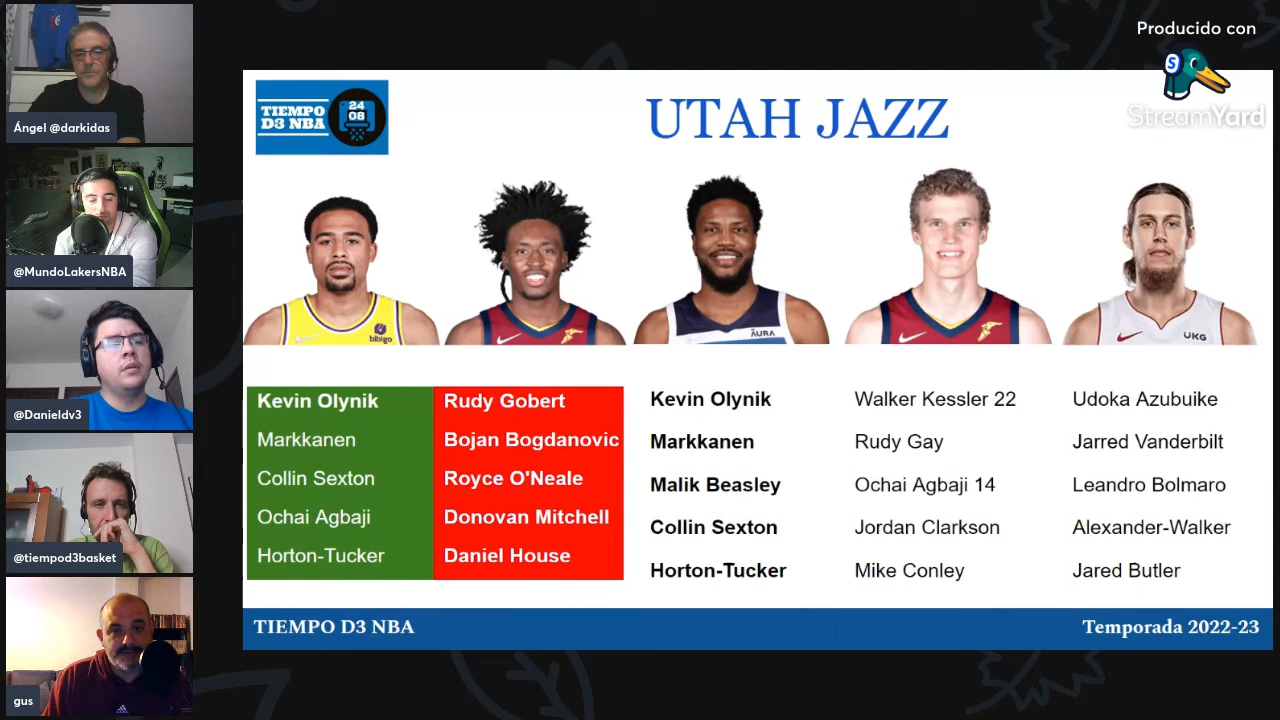 Ángel @darkidas
@MundoLakersNBA
@Danieldv3
@tiempod3basket
gus
Producido con
S
StreamYard
TIEMPO
D3 NBA
24
08
UTAH JAZZ
bibigo
ĀURA
UKG
Kevin Olynik
Markkanen
Collin Sexton
Ochai Agbaji
Horton-Tucker
Rudy Gobert
Bojan Bogdanovic
Royce O'Neale
Donovan Mitchell
Daniel House
Kevin Olynik
Markkanen
Malik Beasley
Collin Sexton
Horton-Tucker
Walker Kessler 22
Rudy Gay
Ochai Agbaji 14
Jordan Clarkson
Mike Conley
Udoka Azubuike
Jarred Vanderbilt
Leandro Bolmaro
Alexander-Walker
Jared Butler
TIEMPO D3 NBA
Temporada 2022-23